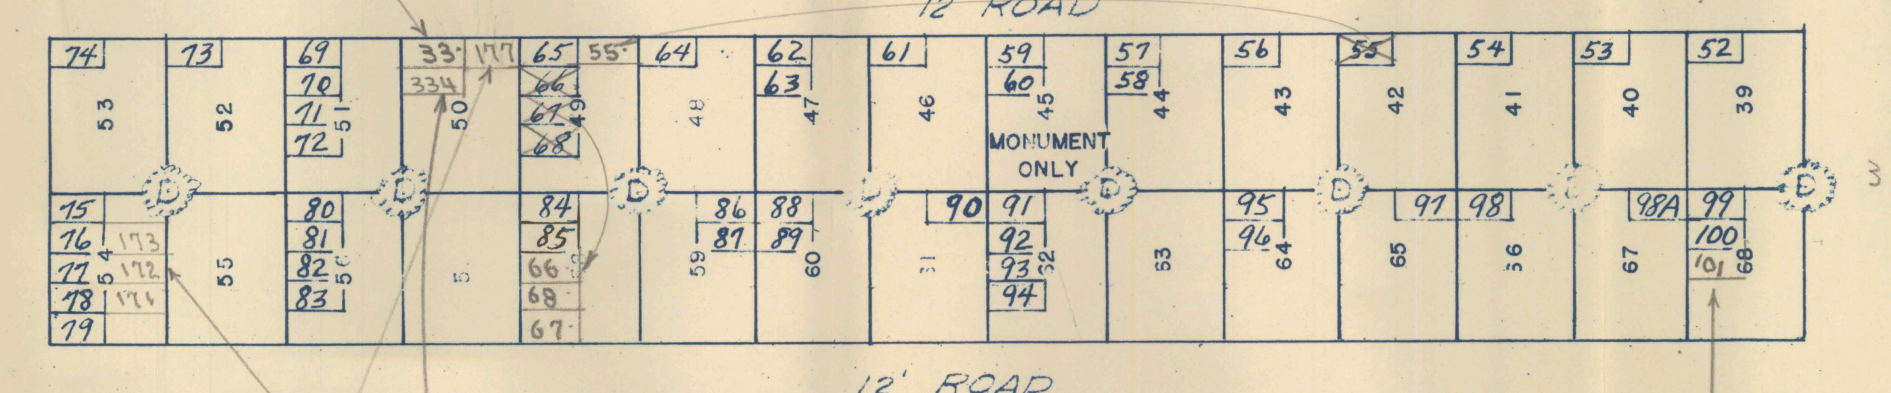 12' ROAD
74 73 69 33 177 65 55 64 62 61 59 57 56 55 54 53 52
70 334 66 63 60 58
71 67
72 68
53 52 51 50 49 48 47 46 45 44 43 42 41 40 39
MONUMENT
ONLY
D D D D D D
3
75 80 84 86 88 90 91 95 97 98 98A 99
76 173 81 85 87 89 92 96 100
77 172 82 66 93 101
78 171 83 68 94
79 67
54 55 56 59 60 61 62 63 64 65 66 67 68
12' ROAD